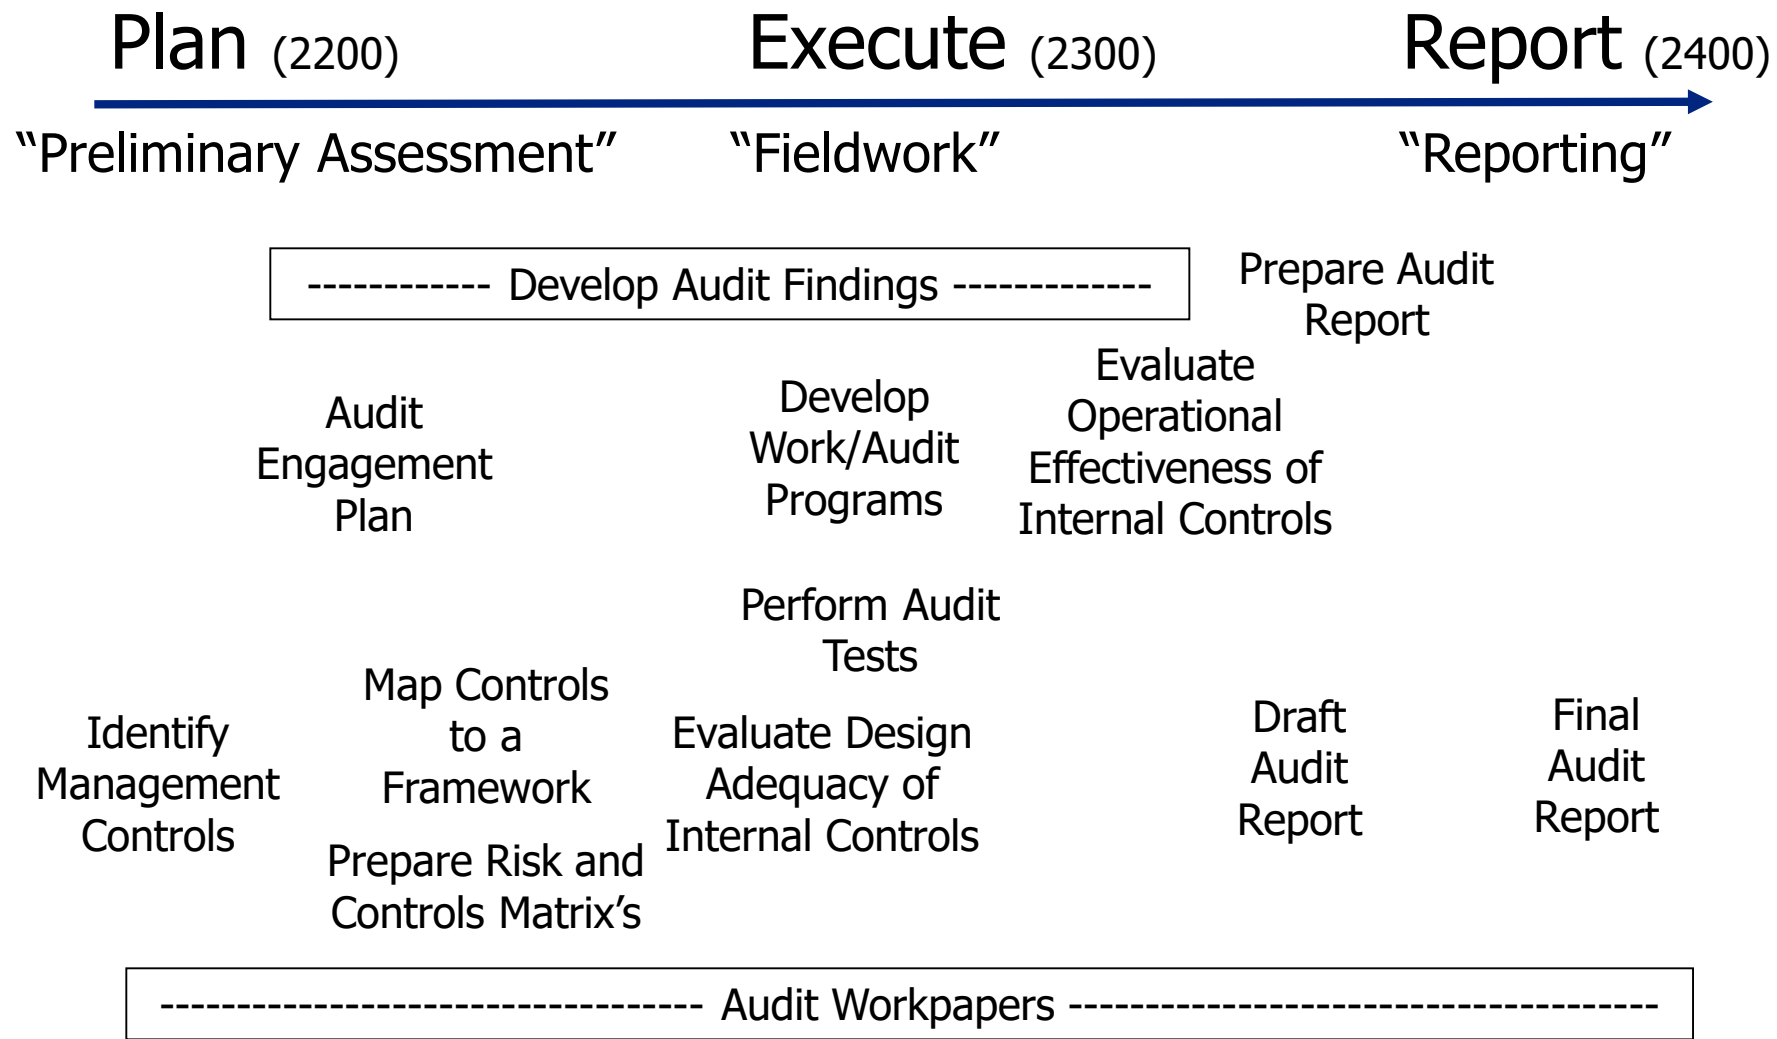 Plan (2200) Execute (2300) Report (2400)
“Preliminary Assessment” “Fieldwork” “Reporting”
------------ Develop Audit Findings -------------
Prepare Audit
Report
Audit
Engagement
Plan
Develop
Work/Audit
Programs
Evaluate
Operational
Effectiveness of
Internal Controls
Perform Audit
Tests
Identify
Management
Controls
Map Controls
to a
Framework
Prepare Risk and
Controls Matrix’s
Evaluate Design
Adequacy of
Internal Controls
Draft
Audit
Report
Final
Audit
Report
------------------------------------ Audit Workpapers ---------------------------------------